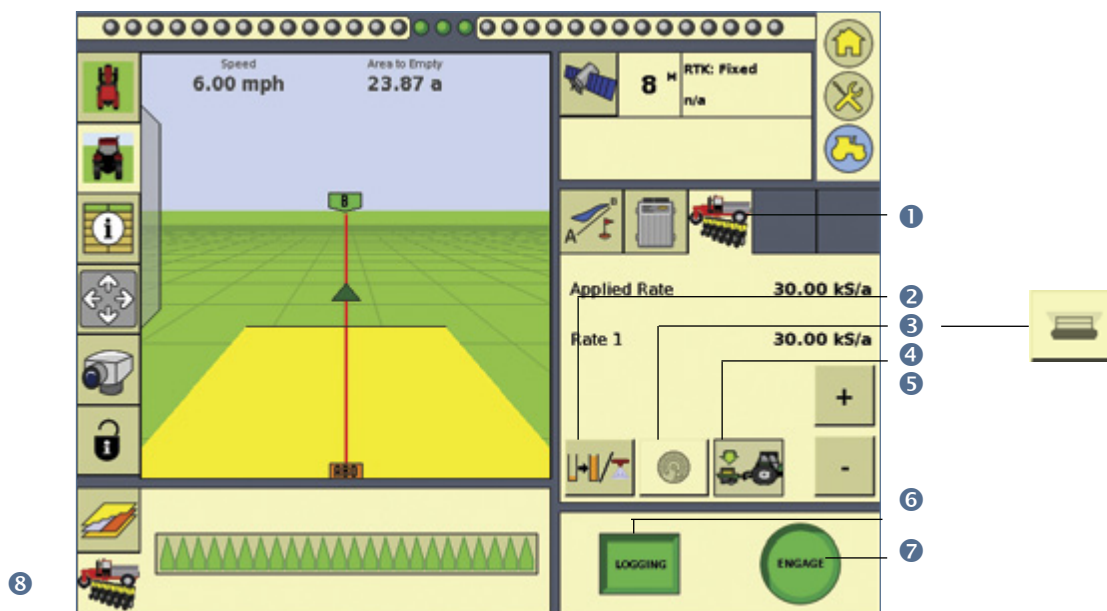 Speed
6.00 mph
Area to Empty
23.87 a
8 H
RTK: Fixed
n/a
B
A B
Applied Rate 30.00 kS/a
Rate 1 30.00 kS/a
+
-
LOGGING
ENGAGE
1
2
3
4
5
6
7
8